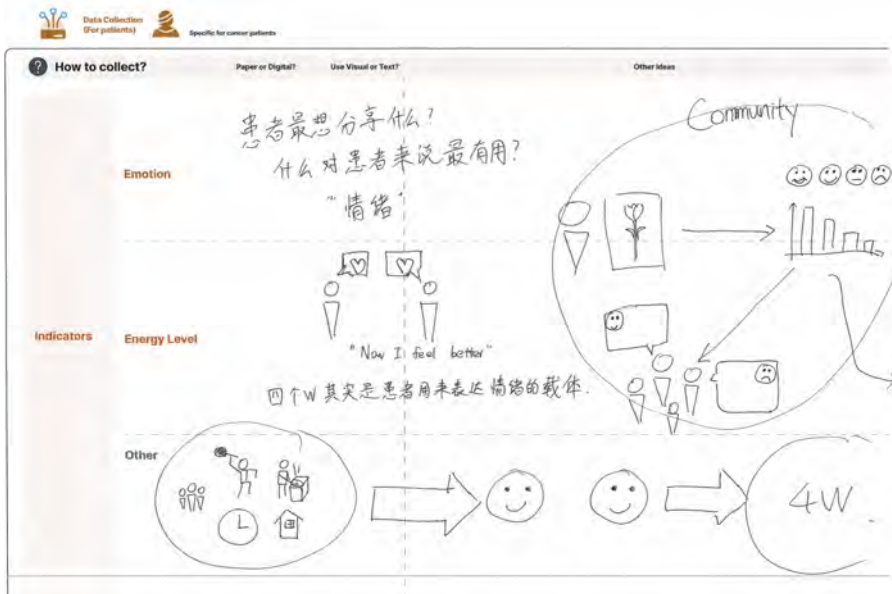 Data Collection
(For patients)
Specific for cancer patients
? How to collect?
Paper or Digital?
Use Visual or Text?
Other Ideas
Indicators
Emotion
患者最想分享什么?
什么对患者来说最有用?
"情绪"
Community
Energy Level
"Now I feel better"
四个W其实是患者用来表达情绪的载体.
Other
4W